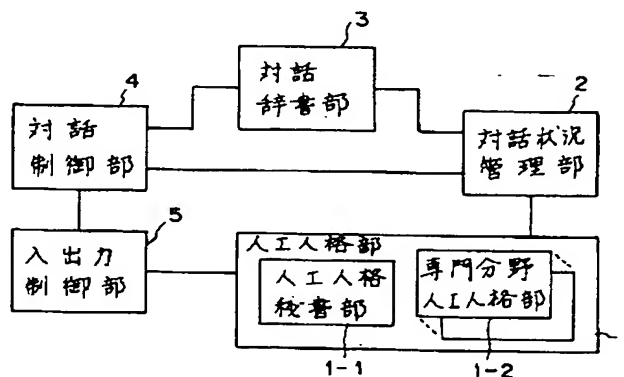 3
対話
辞書部
4
対話
制御部
2
対話状況
管理部
5
入出力
制御部
人工人格部
人工人格
秘書部
専門分野
人工人格部
1-1
1-2